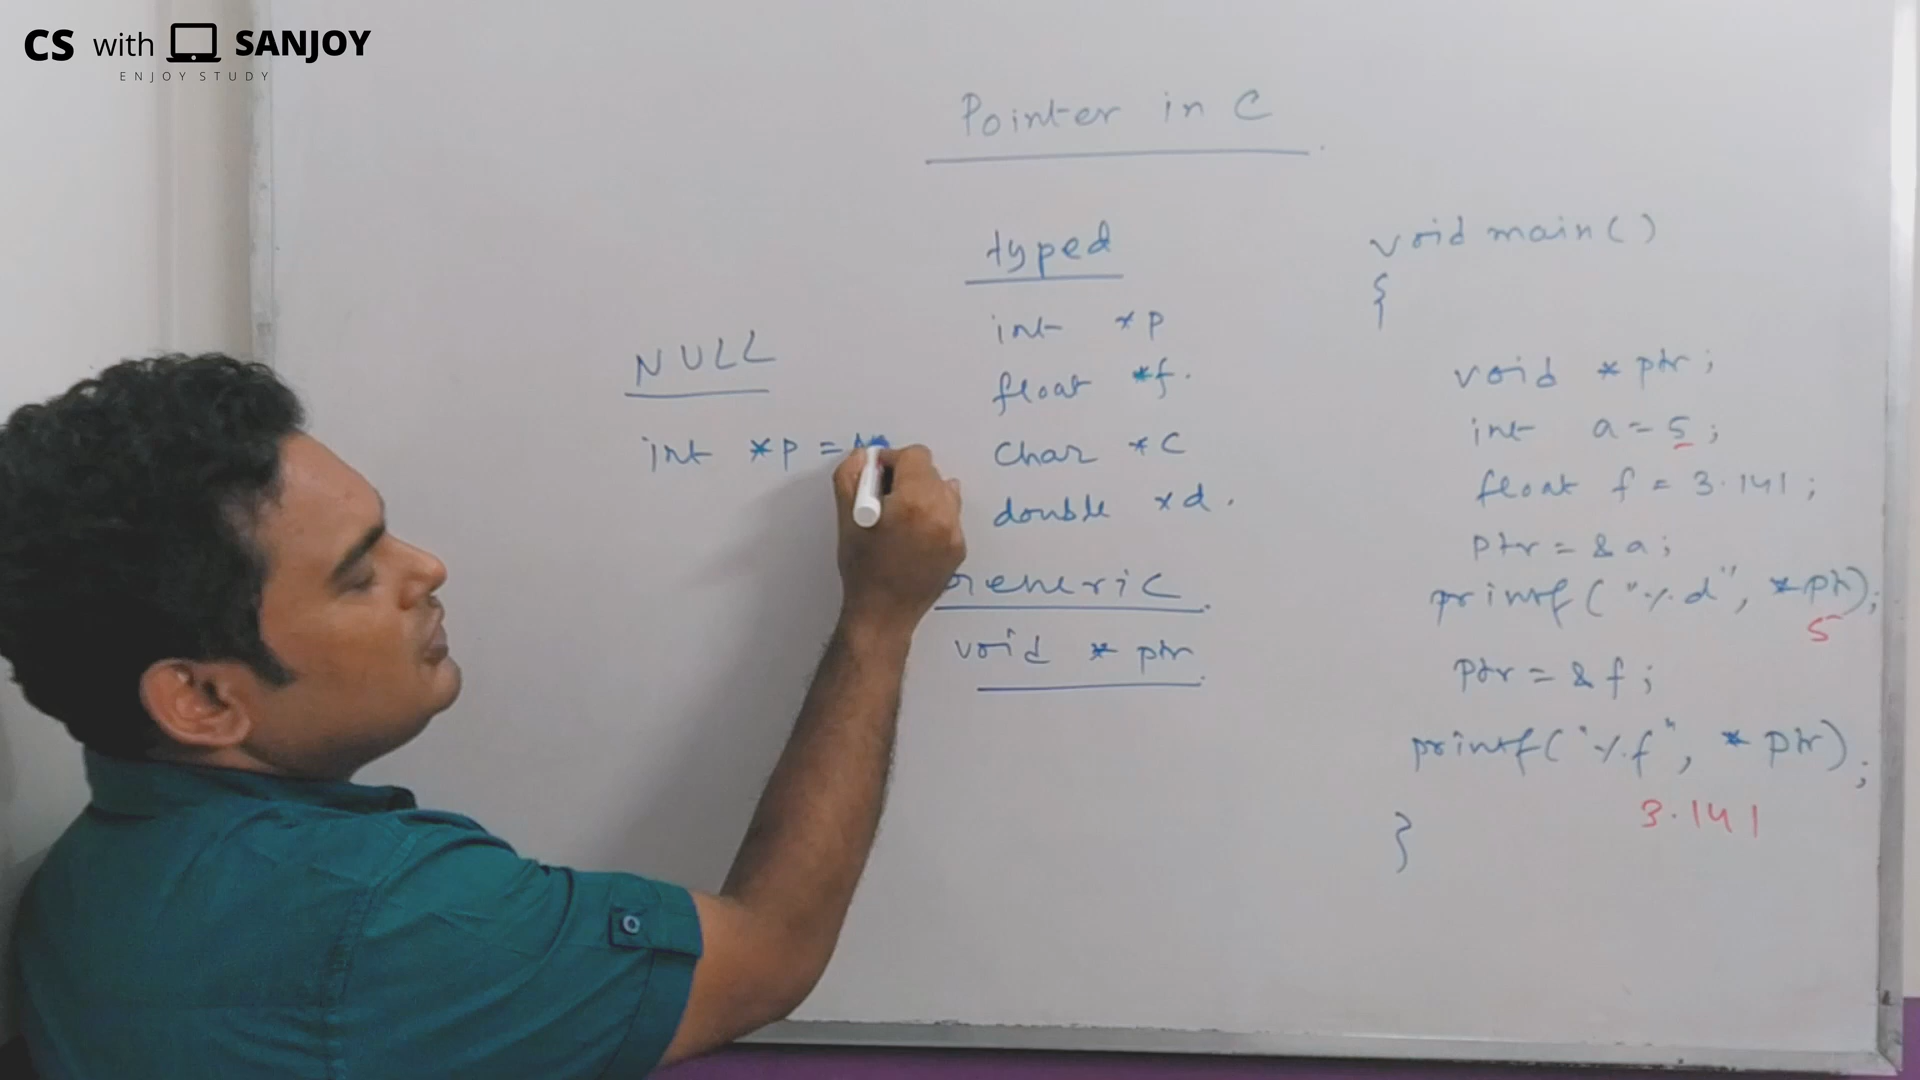 CS with SANJOY
ENJOY STUDY
Pointer in C
NULL
int *p =
typed
int *p
float *f.
char *c
double *d.
Generic
void * ptr
void main()
{
void * ptr;
int a = 5;
float f = 3.141;
ptr = &a;
printf("%d", *ptr);
5
ptr = &f;
printf("%f", *ptr);
3.141
}